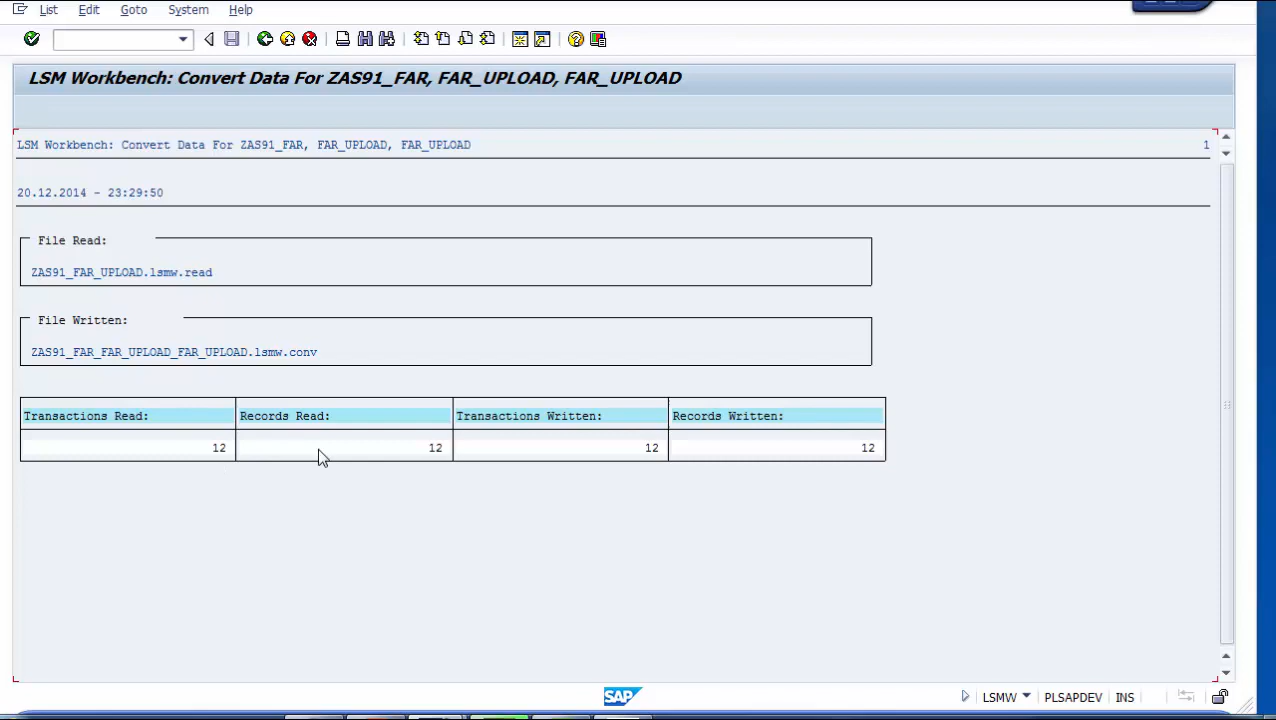 List Edit Goto System Help
LSM Workbench: Convert Data For ZAS91_FAR, FAR_UPLOAD, FAR_UPLOAD
LSM Workbench: Convert Data For ZAS91_FAR, FAR_UPLOAD, FAR_UPLOAD 1
20.12.2014 - 23:29:50
File Read:
ZAS91_FAR_UPLOAD.lsmw.read
File Written:
ZAS91_FAR_FAR_UPLOAD_FAR_UPLOAD.lsmw.conv
Transactions Read: Records Read: Transactions Written: Records Written:
12 12 12 12
SAP LSMW PLSAPDEV INS